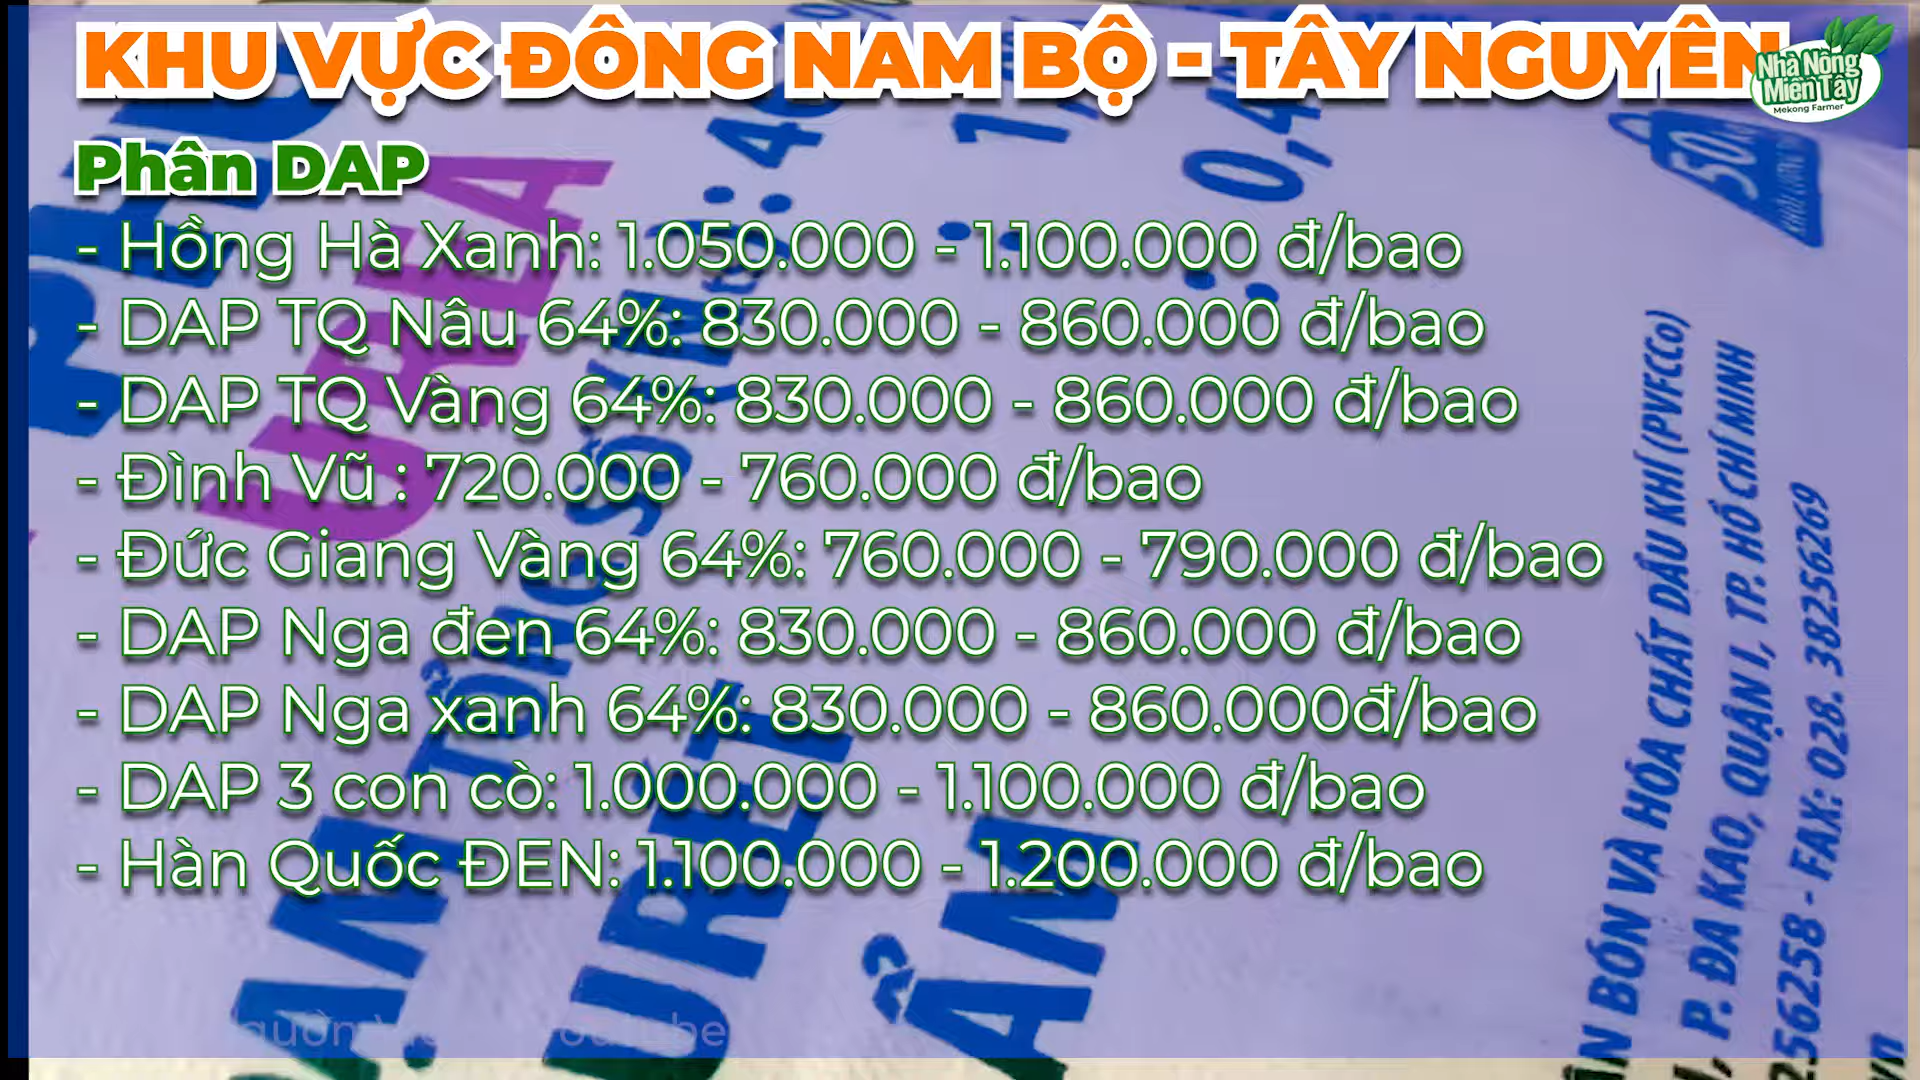 KHU VỰC ĐÔNG NAM BỘ - TÂY NGUYÊN
Nhà Nông
Miền Tây
Mekong Farmer
Phân DAP
- Hồng Hà Xanh: 1.050.000 - 1.100.000 đ/bao
- DAP TQ Nâu 64%: 830.000 - 860.000 đ/bao
- DAP TQ Vàng 64%: 830.000 - 860.000 đ/bao
- Đình Vũ : 720.000 - 760.000 đ/bao
- Đức Giang Vàng 64%: 760.000 - 790.000 đ/bao
- DAP Nga đen 64%: 830.000 - 860.000 đ/bao
- DAP Nga xanh 64%: 830.000 - 860.000đ/bao
- DAP 3 con cò: 1.000.000 - 1.100.000 đ/bao
- Hàn Quốc ĐEN: 1.100.000 - 1.200.000 đ/bao
UREA
BÓN VÀ HÓA CHẤT DẦU KHÍ (PVFCCo)
P. ĐA KAO, QUẬN 1, TP. HỒ CHÍ MINH
256258 - FAX: 028. 38256269